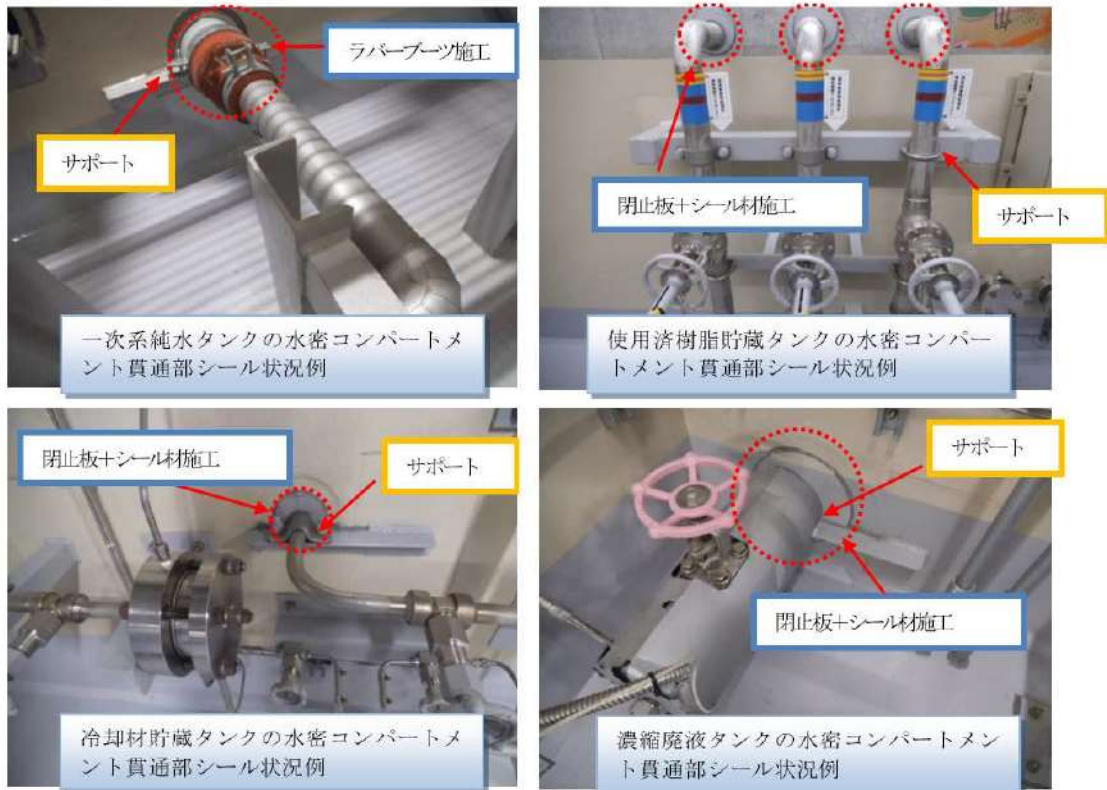 ラバーブーツ施工
サポート
一次系純水タンクの水密コンパートメ
ント貫通部シール状況例
閉止板+シール材施工
サポート
使用済樹脂貯蔵タンクの水密コンパー
トメント貫通部シール状況例
閉止板+シール材施工
サポート
冷却材貯蔵タンクの水密コンパートメ
ント貫通部シール状況例
サポート
閉止板+シール材施工
濃縮廃液タンクの水密コンパートメン
ト貫通部シール状況例